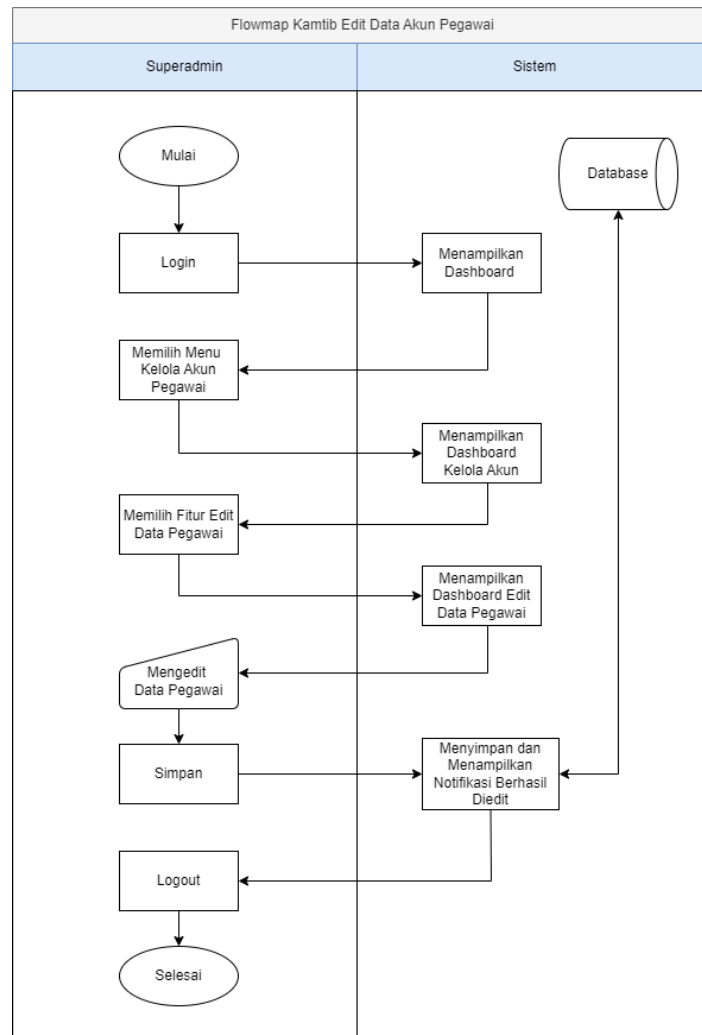 Flowmap Kamtib Edit Data Akun Pegawai
Superadmin
Sistem
Mulai
Database
Login
Menampilkan
Dashboard
Memilih Menu
Kelola Akun
Pegawai
Menampilkan
Dashboard
Kelola Akun
Memilih Fitur Edit
Data Pegawai
Menampilkan
Dashboard Edit
Data Pegawai
Mengedit
Data Pegawai
Simpan
Menyimpan dan
Menampilkan
Notifikasi Berhasil
Diedit
Logout
Selesai